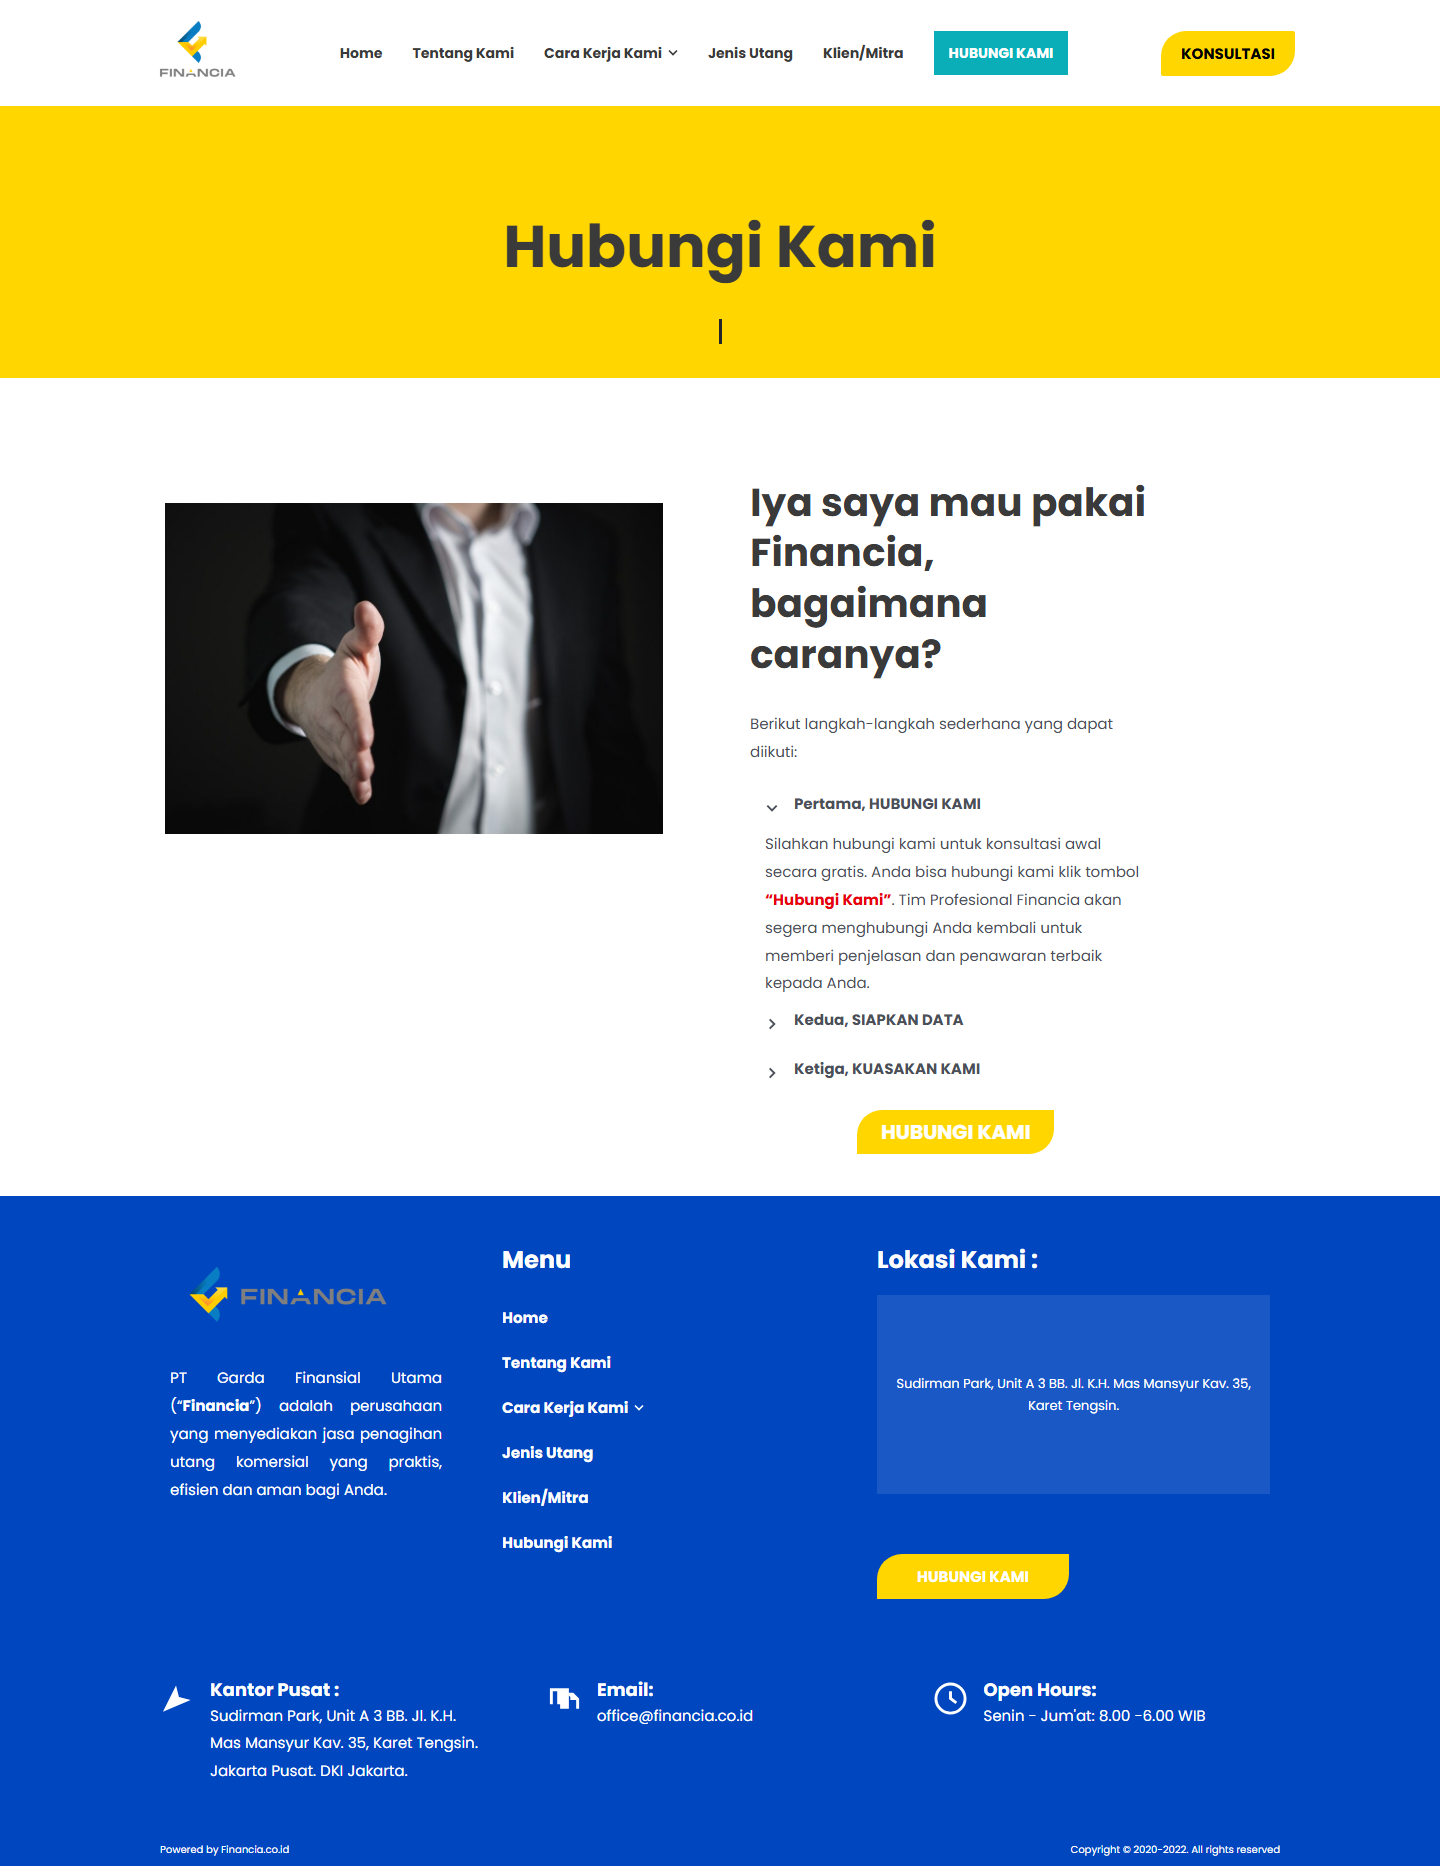 FINANCIA
Home
Tentang Kami
Cara Kerja Kami
Jenis Utang
Klien/Mitra
HUBUNGI KAMI
KONSULTASI
Hubungi Kami
Iya saya mau pakai
Financia,
bagaimana
caranya?
Berikut langkah-langkah sederhana yang dapat
diikuti:
Pertama, HUBUNGI KAMI
Silahkan hubungi kami untuk konsultasi awal
secara gratis. Anda bisa hubungi kami klik tombol
“Hubungi Kami”. Tim Profesional Financia akan
segera menghubungi Anda kembali untuk
memberi penjelasan dan penawaran terbaik
kepada Anda.
Kedua, SIAPKAN DATA
Ketiga, KUASAKAN KAMI
HUBUNGI KAMI
FINANCIA
PT Garda Finansial Utama
(“Financia”) adalah perusahaan
yang menyediakan jasa penagihan
utang komersial yang praktis,
efisien dan aman bagi Anda.
Menu
Home
Tentang Kami
Cara Kerja Kami
Jenis Utang
Klien/Mitra
Hubungi Kami
Lokasi Kami :
Sudirman Park, Unit A 3 BB. Jl. K.H. Mas Mansyur Kav. 35,
Karet Tengsin.
HUBUNGI KAMI
Kantor Pusat :
Sudirman Park, Unit A 3 BB. Jl. K.H.
Mas Mansyur Kav. 35, Karet Tengsin.
Jakarta Pusat. DKI Jakarta.
Email:
office@financia.co.id
Open Hours:
Senin - Jum'at: 8.00 -6.00 WIB
Powered by Financia.co.id
Copyright © 2020-2022. All rights reserved